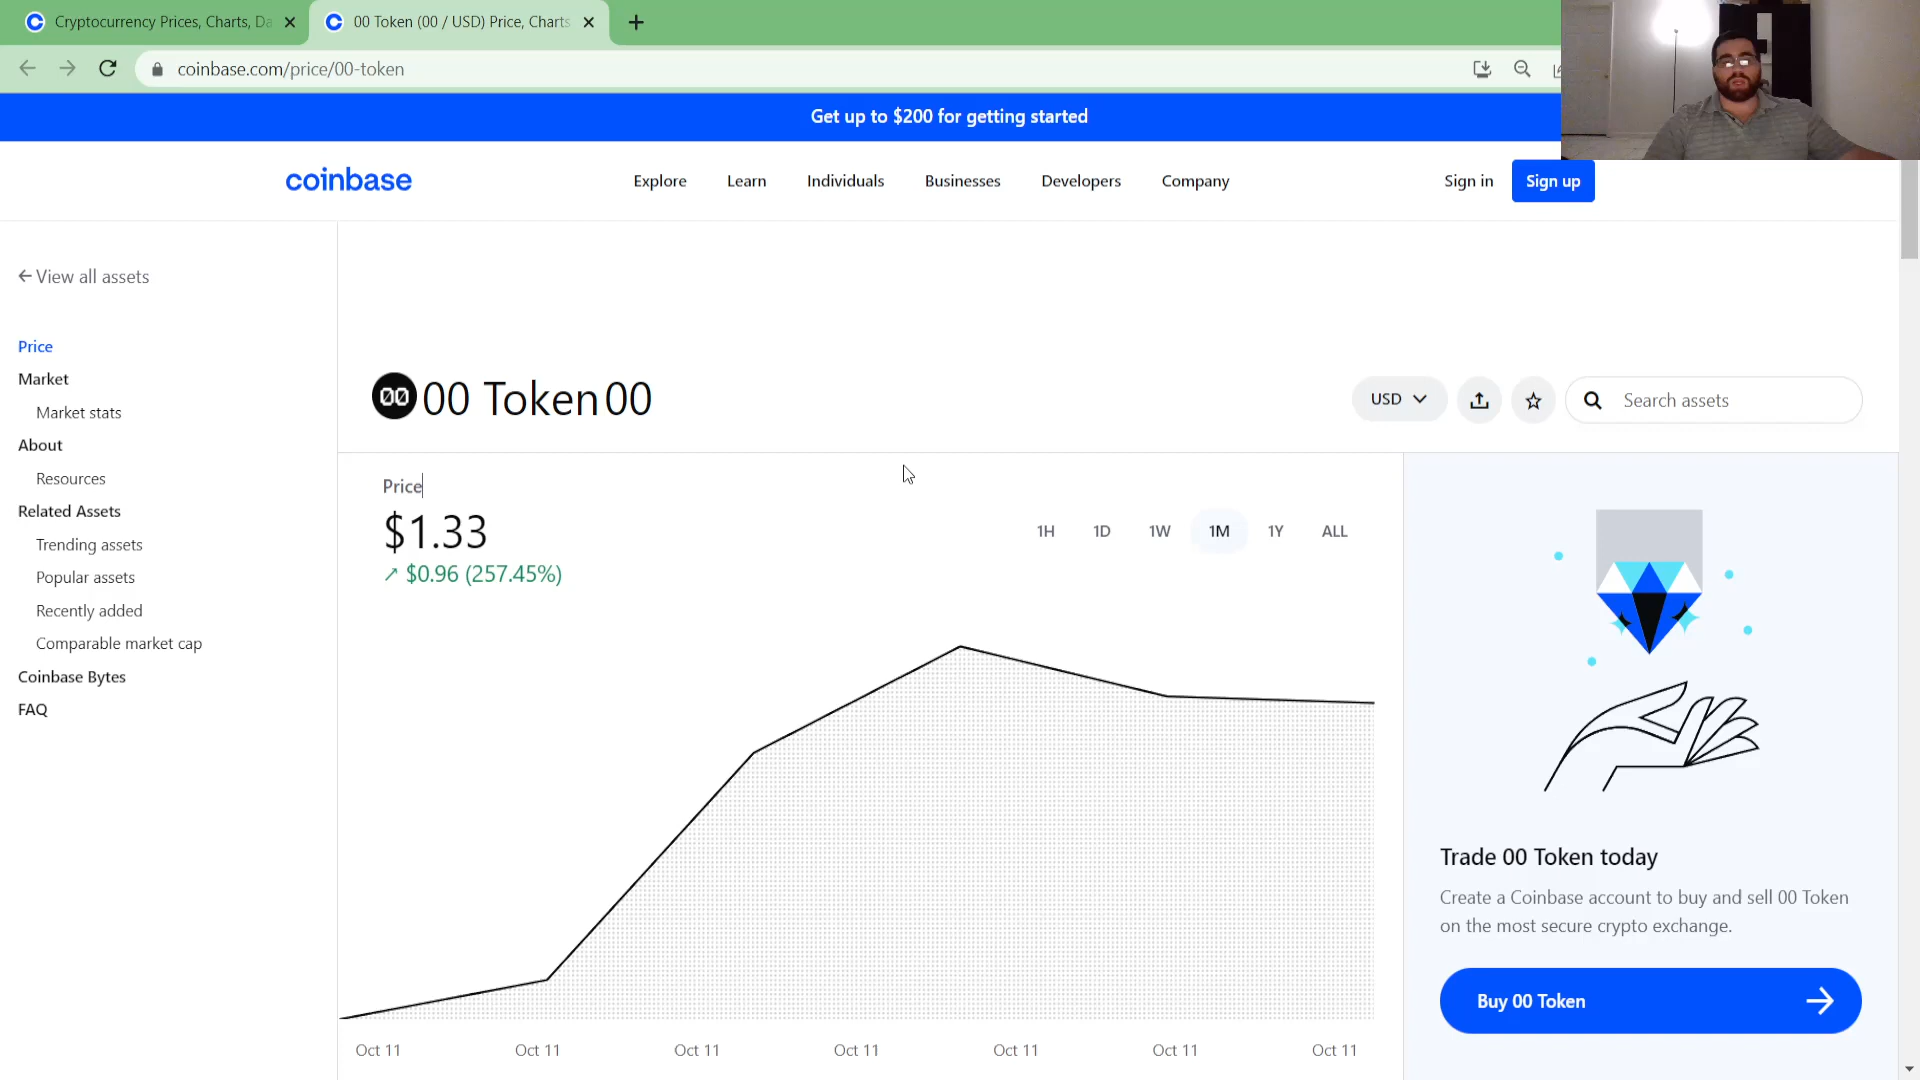 Cryptocurrency Prices, Charts, Da
00 Token (00 / USD) Price, Charts
coinbase.com/price/00-token
Get up to $200 for getting started
coinbase
Explore
Learn
Individuals
Businesses
Developers
Company
Sign in
Sign up
View all assets
Price
Market
Market stats
About
Resources
Related Assets
Trending assets
Popular assets
Recently added
Comparable market cap
Coinbase Bytes
FAQ
00
00 Token 00
USD
Search assets
Price
$1.33
↗ $0.96 (257.45%)
1H 1D 1W 1M 1Y ALL
Oct 11 Oct 11 Oct 11 Oct 11 Oct 11 Oct 11 Oct 11
Trade 00 Token today
Create a Coinbase account to buy and sell 00 Token
on the most secure crypto exchange.
Buy 00 Token